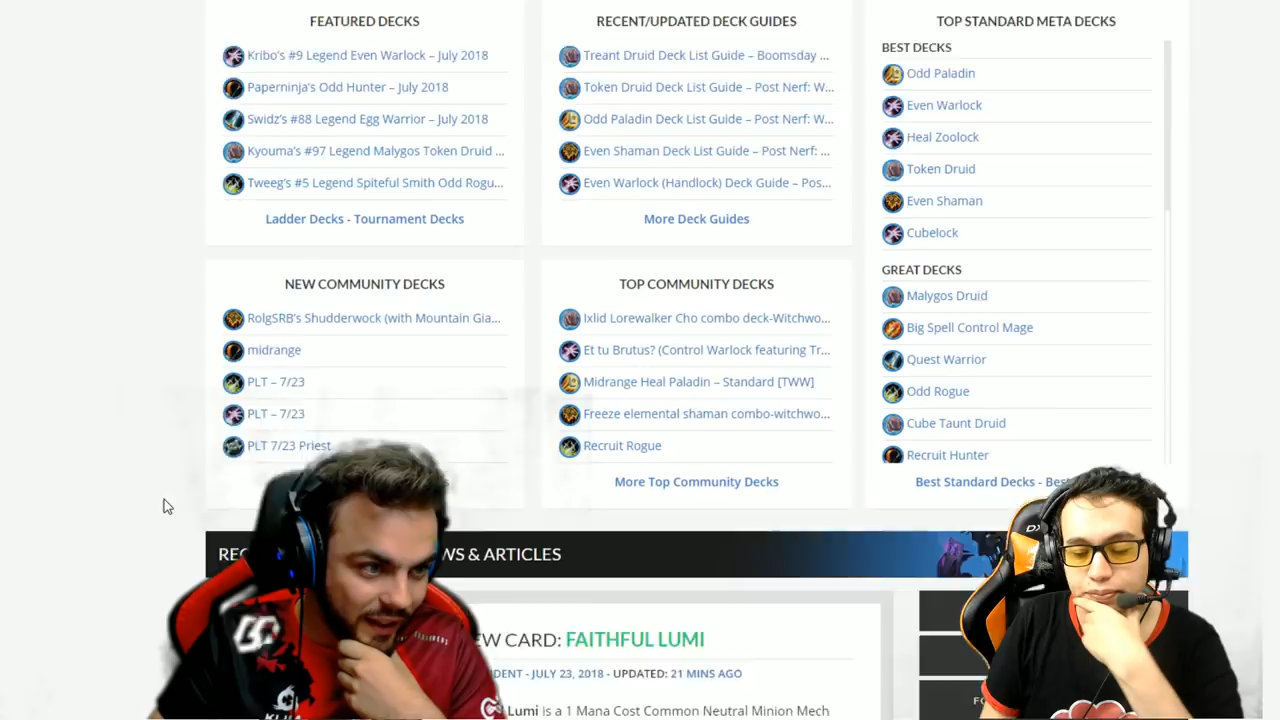 FEATURED DECKS
Kribo's #9 Legend Even Warlock – July 2018
Paperninja's Odd Hunter – July 2018
Swidz's #88 Legend Egg Warrior – July 2018
Kyouma's #97 Legend Malygos Token Druid ...
Tweeg's #5 Legend Spiteful Smith Odd Rogu...
Ladder Decks - Tournament Decks
RECENT/UPDATED DECK GUIDES
Treant Druid Deck List Guide – Boomsday ...
Token Druid Deck List Guide – Post Nerf: W...
Odd Paladin Deck List Guide – Post Nerf: W...
Even Shaman Deck List Guide – Post Nerf: ...
Even Warlock (Handlock) Deck Guide – Pos...
More Deck Guides
TOP STANDARD META DECKS
BEST DECKS
Odd Paladin
Even Warlock
Heal Zoolock
Token Druid
Even Shaman
Cubelock
GREAT DECKS
Malygos Druid
Big Spell Control Mage
Quest Warrior
Odd Rogue
Cube Taunt Druid
Recruit Hunter
Best Standard Decks - Bes
NEW COMMUNITY DECKS
RolgSRB's Shudderwock (with Mountain Gia...
midrange
PLT – 7/23
PLT – 7/23
PLT 7/23 Priest
TOP COMMUNITY DECKS
Ixlid Lorewalker Cho combo deck-Witchwo...
Et tu Brutus? (Control Warlock featuring Tr...
Midrange Heal Paladin – Standard [TWW]
Freeze elemental shaman combo-witchwo...
Recruit Rogue
More Top Community Decks
REC WS & ARTICLES
EW CARD: FAITHFUL LUMI
DENT - JULY 23, 2018 - UPDATED: 21 MINS AGO
Lumi is a 1 Mana Cost Common Neutral Minion Mech